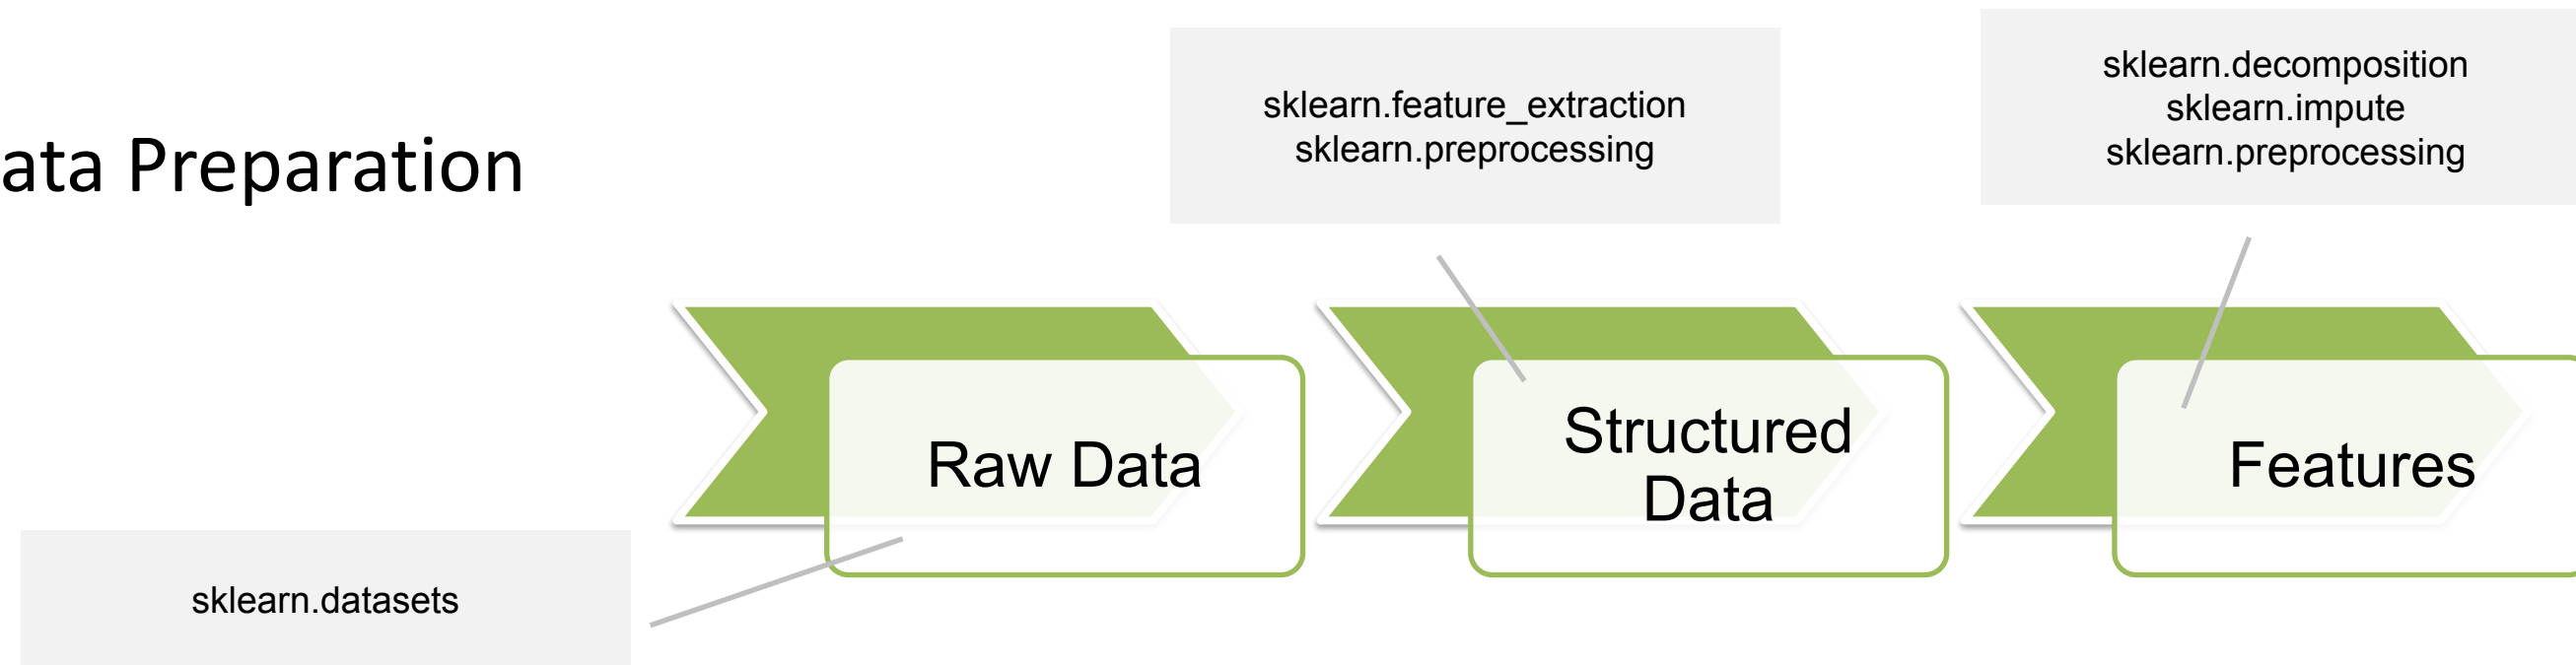 ata Preparation
sklearn.feature_extraction
sklearn.preprocessing
sklearn.decomposition
sklearn.impute
sklearn.preprocessing
Raw Data
Structured
Data
Features
sklearn.datasets